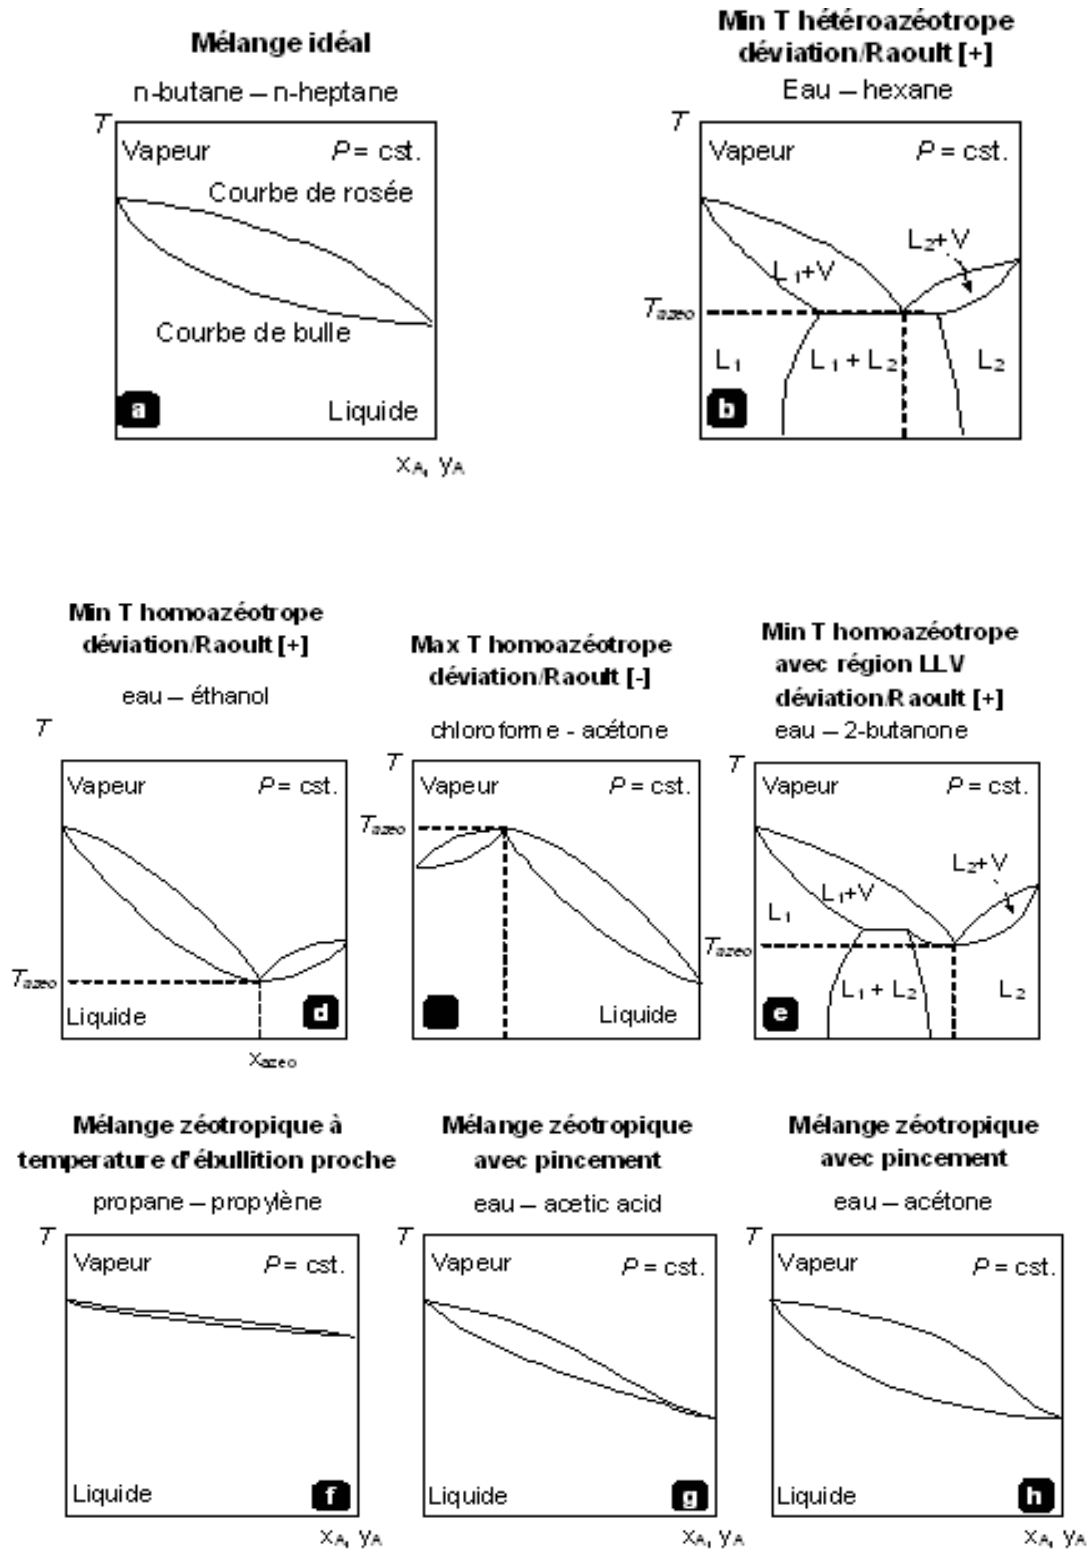 Mélange idéal
n-butane – n-heptane
T
Vapeur P = cst.
Courbe de rosée
Courbe de bulle
a
Liquide
xA, yA
Min T hétéroazéotrope
déviation/Raoult [+]
Eau – hexane
T
Vapeur P = cst.
L2+V
L1+V
Tazeo
L1 L1 + L2 L2
b
Min T homoazéotrope
déviation/Raoult [+]
eau – éthanol
T
Vapeur P = cst.
Tazeo
Liquide d
xazeo
Max T homoazéotrope
déviation/Raoult [-]
chloroforme - acétone
T
Vapeur P = cst.
Tazeo
Liquide
Min T homoazéotrope
avec région LLV
déviation/Raoult [+]
eau – 2-butanone
T
Vapeur P = cst.
L2+V
L1+V
L1
Tazeo
L1 + L2 L2
e
Mélange zéotropique à
temperature d'ébullition proche
propane – propylène
T
Vapeur P = cst.
Liquide f
xA, yA
Mélange zéotropique
avec pincement
eau – acetic acid
T
Vapeur P = cst.
Liquide g
xA, yA
Mélange zéotropique
avec pincement
eau – acétone
T
Vapeur P = cst.
Liquide h
xA, yA